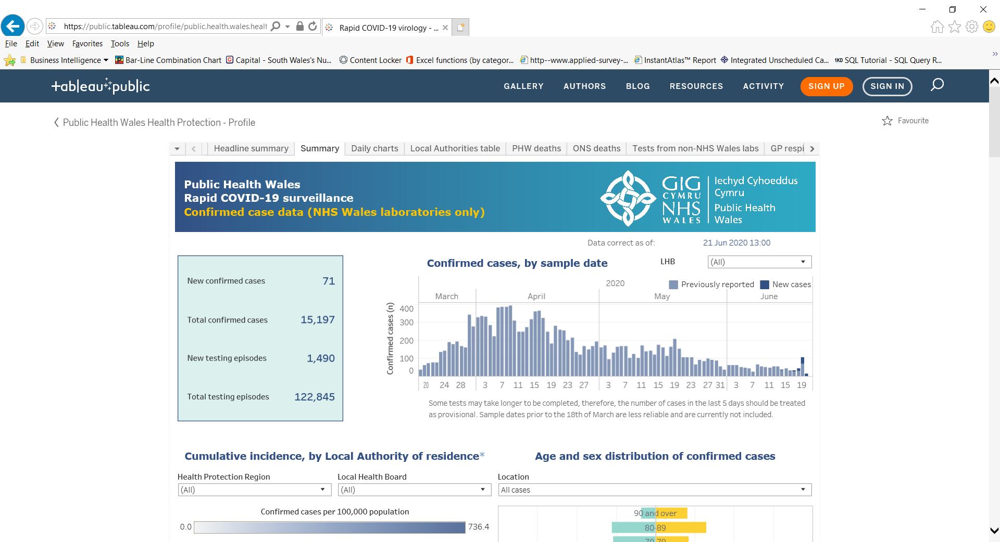 https://public.tableau.com/profile/public.health.wales.healt
Rapid COVID-19 virology - ...
File Edit View Favorites Tools Help
Business Intelligence Bar-Line Combination Chart Capital - South Wales's Nu... Content Locker Excel functions (by categor... http--www.applied-survey-... InstantAtlas™ Report Integrated Unscheduled Ca... 1KD SQL Tutorial - SQL Query R...
tableau public GALLERY AUTHORS BLOG RESOURCES ACTIVITY SIGN UP SIGN IN
Public Health Wales Health Protection - Profile
Favourite
Headline summary Summary Daily charts Local Authorities table PHW deaths ONS deaths Tests from non-NHS Wales labs GP respi
Public Health Wales
Rapid COVID-19 surveillance
Confirmed case data (NHS Wales laboratories only)
GIG
CYMRU
NHS
WALES
Iechyd Cyhoeddus
Cymru
Public Health
Wales
Data correct as of: 21 Jun 2020 13:00
New confirmed cases 71
Total confirmed cases 15,197
New testing episodes 1,490
Total testing episodes 122,845
Confirmed cases, by sample date
LHB (All)
2020
Previously reported New cases
March April May June
Confirmed cases (n)
400
300
200
100
0
20 24 28 3 7 11 15 19 23 27 3 7 11 15 19 23 27 31 3 7 11 15 19
Some tests may take longer to be completed, therefore, the number of cases in the last 5 days should be treated
as provisional. Sample dates prior to the 18th of March are less reliable and are currently not included.
Cumulative incidence, by Local Authority of residence*
Health Protection Region Local Health Board
(All) (All)
Confirmed cases per 100,000 population
0.0 736.4
Age and sex distribution of confirmed cases
Location
All cases
90 and over
80-89
70-79